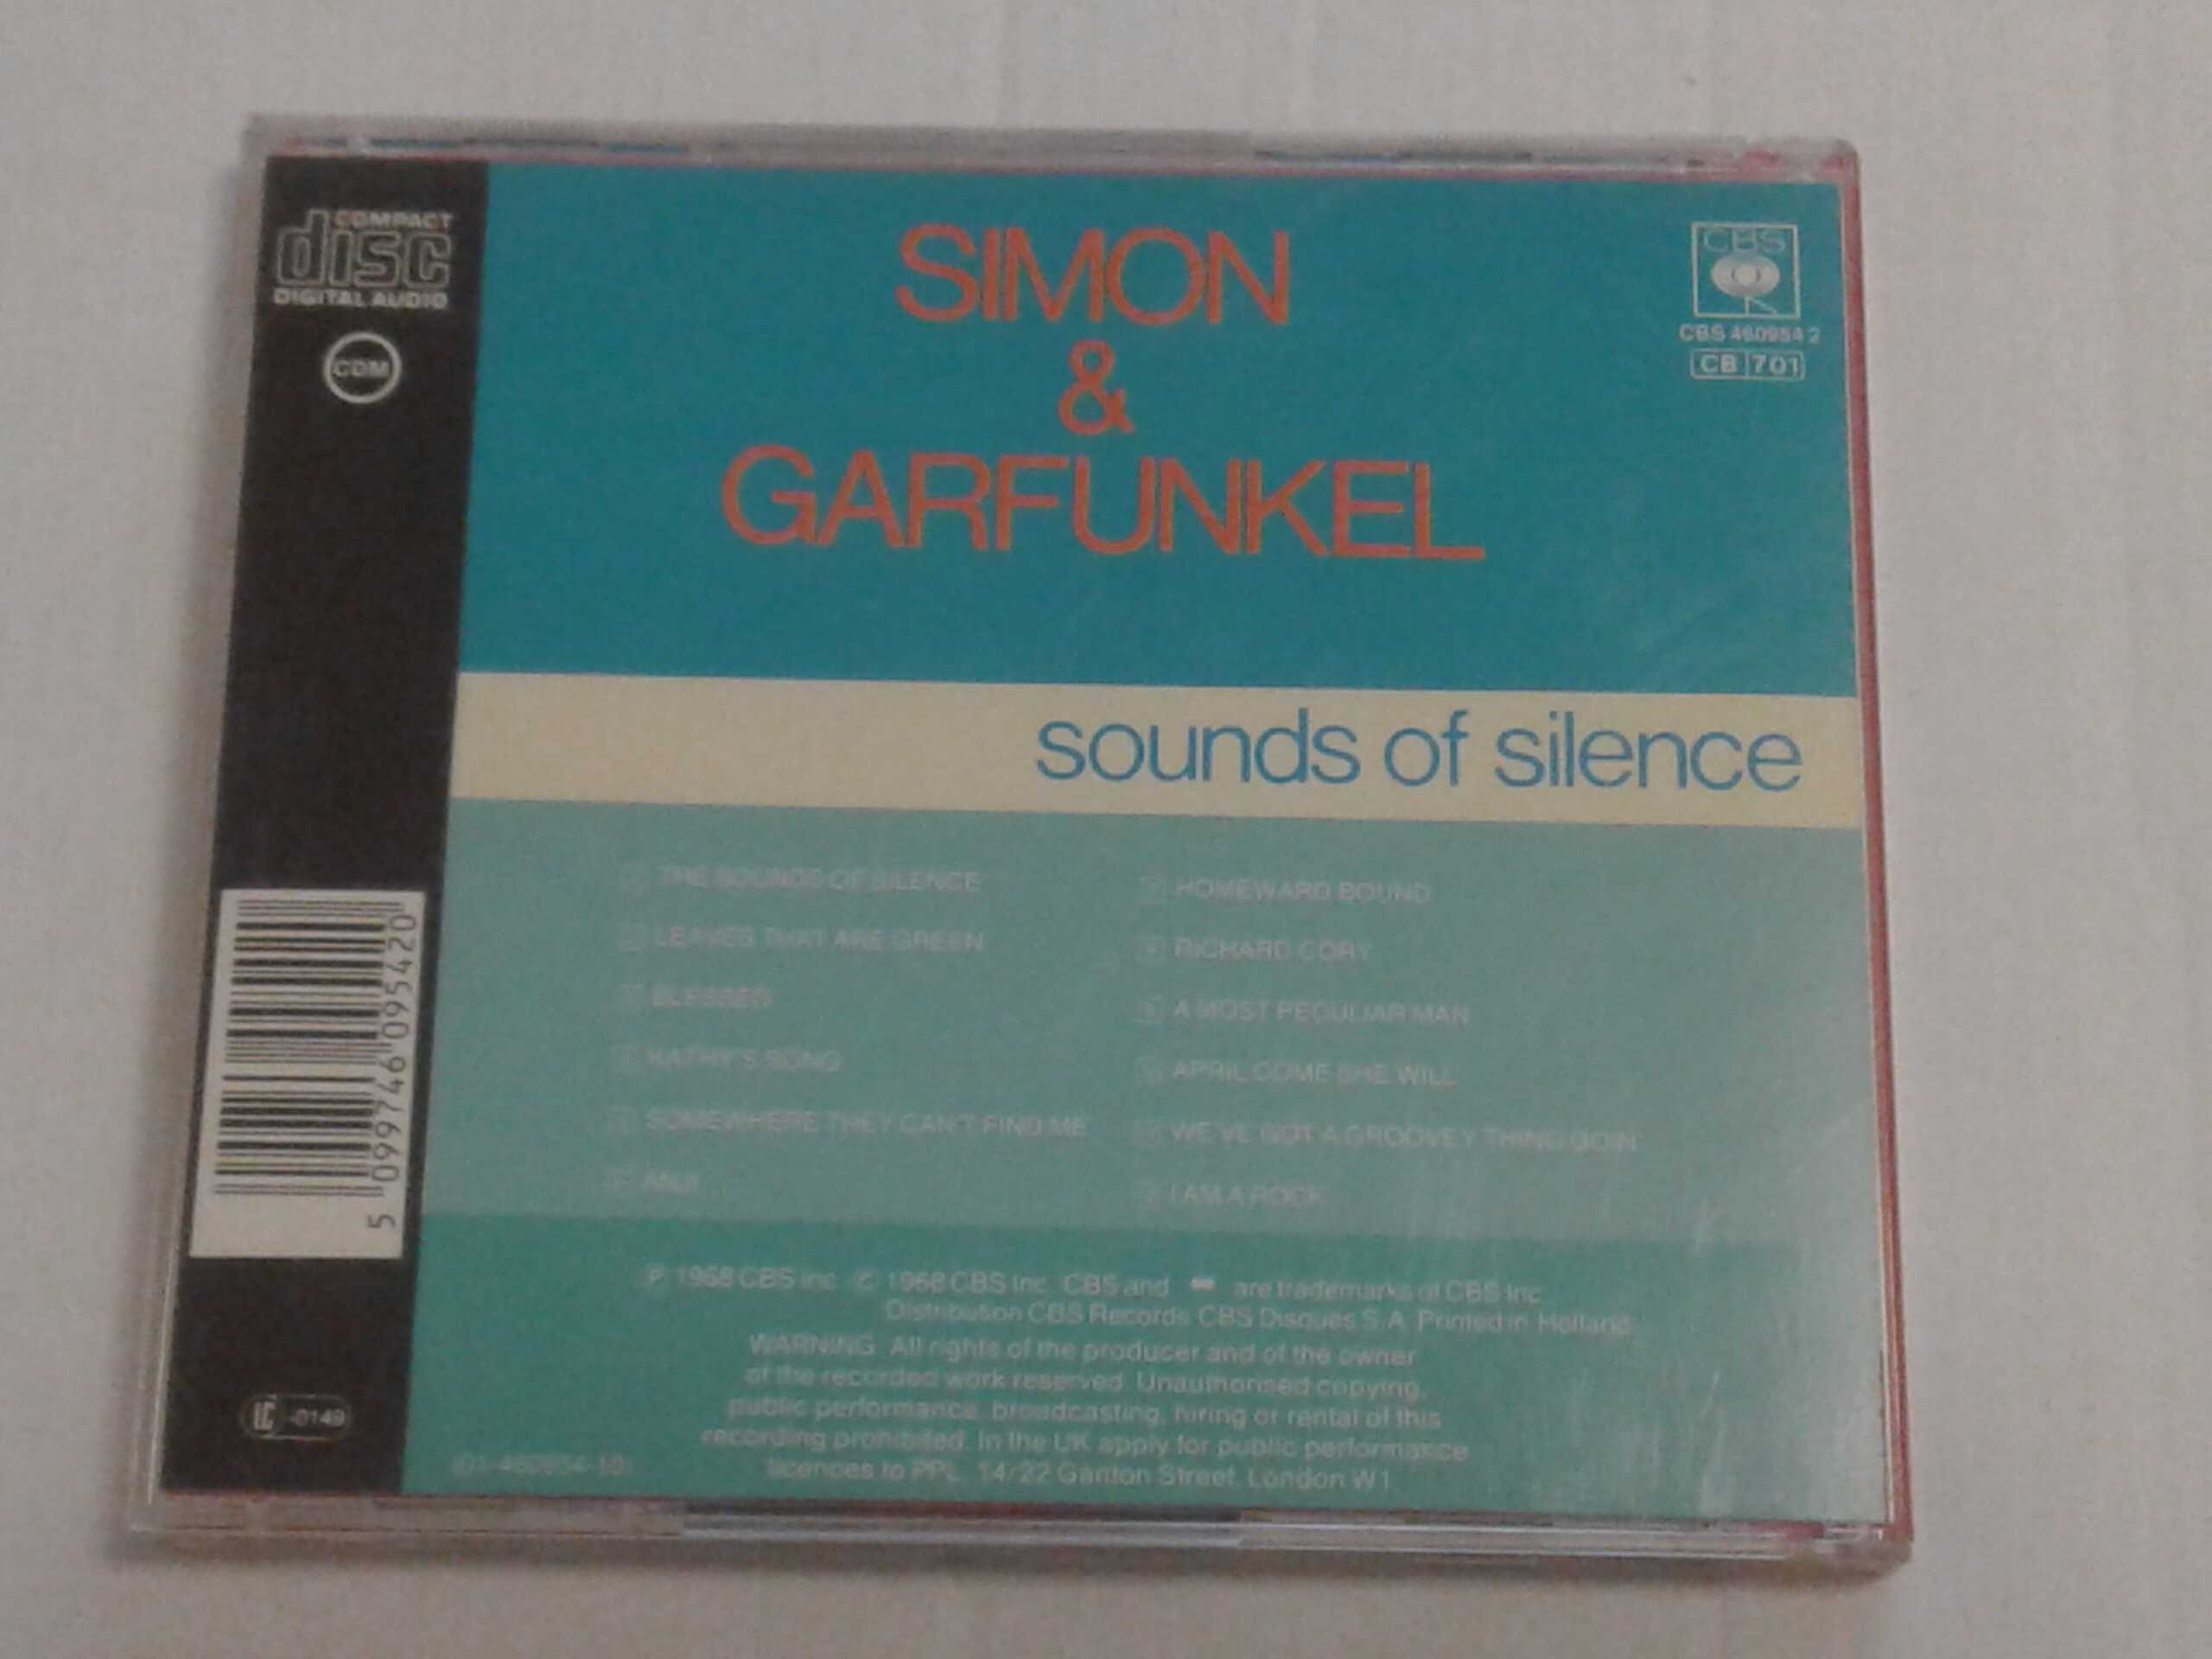 COMPACT
disc
DIGITAL AUDIO
CDM
SIMON
&
GARFUNKEL
CBS
CBS 460954 2
CB 701
sounds of silence
THE SOUNDS OF SILENCE
LEAVES THAT ARE GREEN
BLESSED
KATHY'S SONG
SOMEWHERE THEY CAN'T FIND ME
ANJI
HOMEWARD BOUND
RICHARD CORY
A MOST PECULIAR MAN
APRIL COME SHE WILL
WE'VE GOT A GROOVEY THING GOIN'
I AM A ROCK
5 099746 095420
LC -0149
P 1968 CBS Inc. C 1968 CBS Inc. CBS and are trademarks of CBS Inc.
Distribution CBS Records CBS Disques S.A. Printed in Holland
WARNING: All rights of the producer and of the owner
of the recorded work reserved. Unauthorised copying,
public performance, broadcasting, hiring or rental of this
recording prohibited. In the UK apply for public performance
licences to PPL, 14/22 Ganton Street, London W1